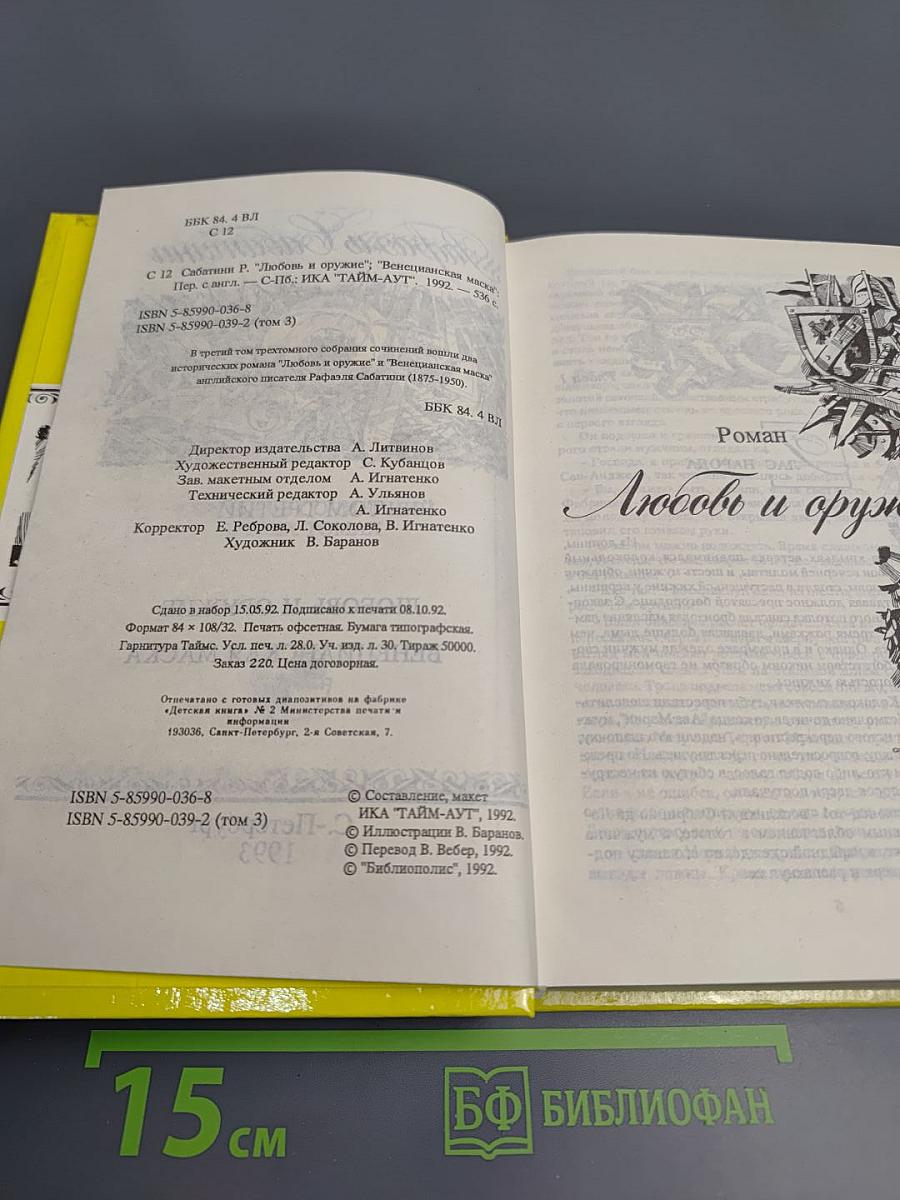 ББК 84. 4 ВЛ
С 12
С 12 Сабатини Р. "Любовь и оружие"; "Венецианская маска":
Пер. с англ. — С-Пб.: ИКА "ТАЙМ-АУТ". 1992. — 536 с.
ISBN 5-85990-036-8
ISBN 5-85990-039-2 (том 3)
В третий том трехтомного собрания сочинений вошли два
исторических романа "Любовь и оружие" и "Венецианская маска"
английского писателя Рафаэля Сабатини (1875–1950).
ББК 84. 4 ВЛ
Директор издательства А. Литвинов
Художественный редактор С. Кубанцов
Зав. макетным отделом А. Игнатенко
Технический редактор А. Ульянов
А. Игнатенко
Корректор Е. Реброва, Л. Соколова, В. Игнатенко
Художник В. Баранов
Сдано в набор 15.05.92. Подписано к печати 08.10.92.
Формат 84 × 108/32. Печать офсетная. Бумага типографская.
Гарнитура Таймс. Усл. печ. л. 28.0. Уч. изд. л. 30. Тираж 50000.
Заказ 220. Цена договорная.
Отпечатано с готовых диапозитивов на фабрике
«Детская книга» № 2 Министерства печати и
информации
193036, Санкт-Петербург, 2-я Советская, 7.
ISBN 5-85990-036-8
ISBN 5-85990-039-2 (том 3)
© Составление, макет
ИКА "ТАЙМ-АУТ", 1992.
© Иллюстрации В. Баранов.
© Перевод В. Вебер, 1992.
© "Библиополис", 1992.
Роман
Любовь и оруж
15 см
БФ БИБЛИОФАН